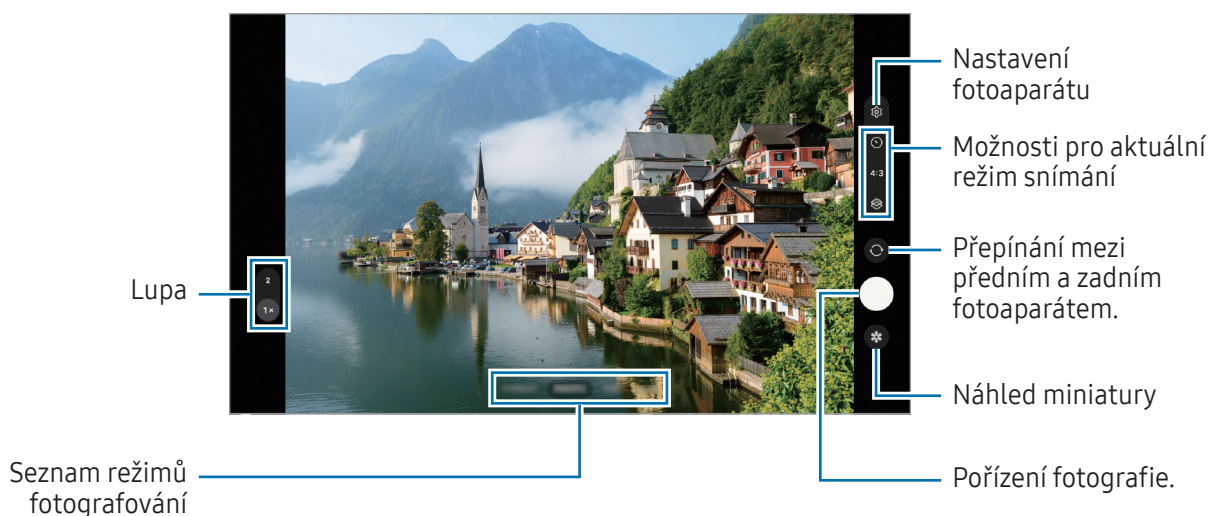 Nastavení
fotoaparátu
Možnosti pro aktuální
režim snímání
4:3
Přepínání mezi
předním a zadním
fotoaparátem.
Lupa
2
1×
Náhled miniatury
Seznam režimů
fotografování
Pořízení fotografie.